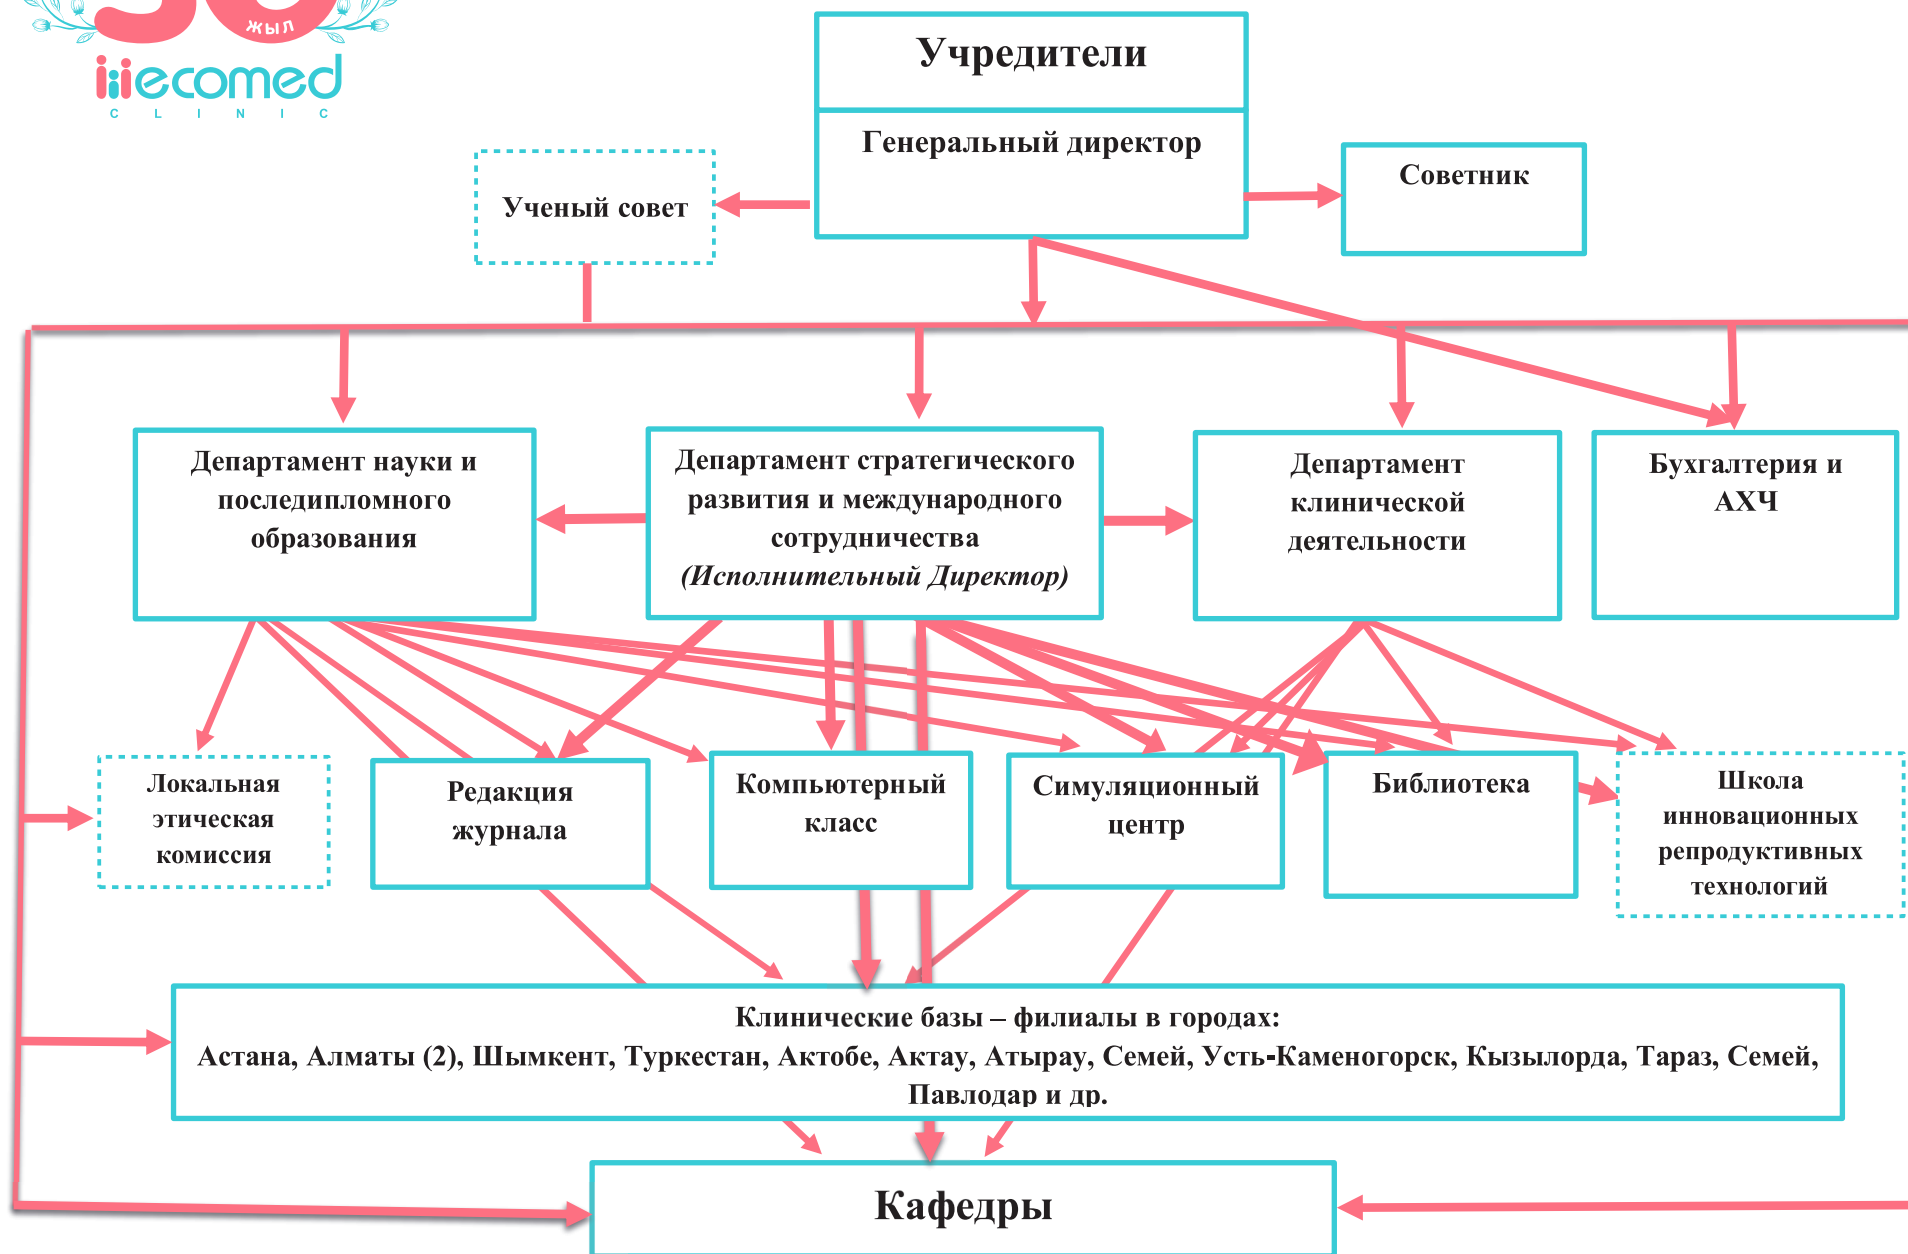 жыл
ecomed
CLINIC
Учредители
Генеральный директор
Ученый совет
Советник
Департамент науки и
последипломного
образования
Департамент стратегического
развития и международного
сотрудничества
(Исполнительный Директор)
Департамент
клинической
деятельности
Бухгалтерия и
АХЧ
Локальная
этическая
комиссия
Редакция
журнала
Компьютерный
класс
Симуляционный
центр
Библиотека
Школа
инновационных
репродуктивных
технологий
Клинические базы – филиалы в городах:
Астана, Алматы (2), Шымкент, Туркестан, Актобе, Актау, Атырау, Семей, Усть-Каменогорск, Кызылорда, Тараз, Семей,
Павлодар и др.
Кафедры